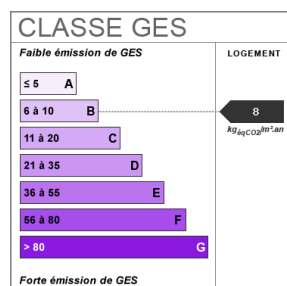 CLASSE GES
Faible émission de GES
LOGEMENT
≤ 5 A
6 à 10 B
8
kgéqCO2/m².an
11 à 20 C
21 à 35 D
36 à 55 E
56 à 80 F
> 80 G
Forte émission de GES